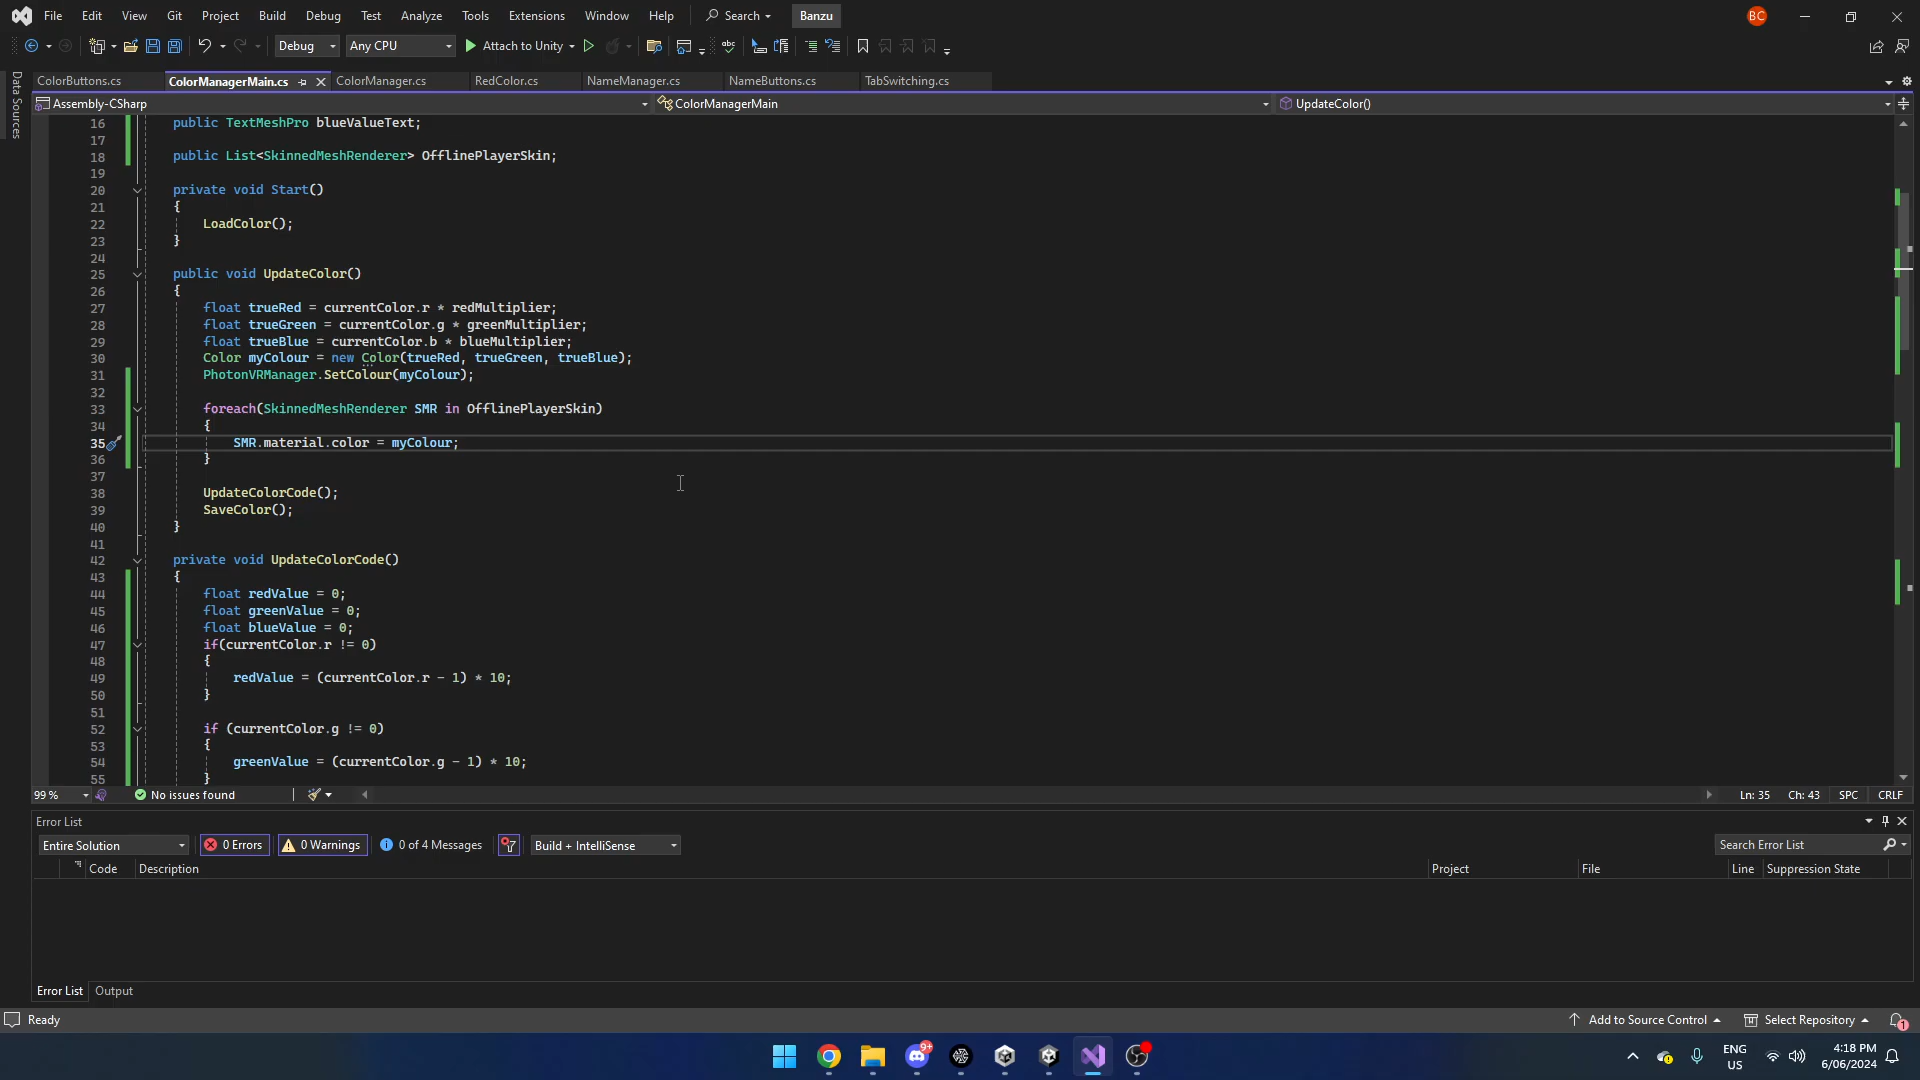 File Edit View Git Project Build Debug Test Analyze Tools Extensions Window Help Search Banzu BC
Debug Any CPU Attach to Unity
ColorButtons.cs ColorManagerMain.cs ColorManager.cs RedColor.cs NameManager.cs NameButtons.cs TabSwitching.cs
Data Sources
Assembly-CSharp ColorManagerMain UpdateColor()
16 public TextMeshPro blueValueText;
17
18 public List<SkinnedMeshRenderer> OfflinePlayerSkin;
19
20 private void Start()
21 {
22 LoadColor();
23 }
24
25 public void UpdateColor()
26 {
27 float trueRed = currentColor.r * redMultiplier;
28 float trueGreen = currentColor.g * greenMultiplier;
29 float trueBlue = currentColor.b * blueMultiplier;
30 Color myColour = new Color(trueRed, trueGreen, trueBlue);
31 PhotonVRManager.SetColour(myColour);
32
33 foreach(SkinnedMeshRenderer SMR in OfflinePlayerSkin)
34 {
35 SMR.material.color = myColour;
36 }
37
38 UpdateColorCode();
39 SaveColor();
40 }
41
42 private void UpdateColorCode()
43 {
44 float redValue = 0;
45 float greenValue = 0;
46 float blueValue = 0;
47 if(currentColor.r != 0)
48 {
49 redValue = (currentColor.r - 1) * 10;
50 }
51
52 if (currentColor.g != 0)
53 {
54 greenValue = (currentColor.g - 1) * 10;
55 }
99 % No issues found Ln: 35 Ch: 43 SPC CRLF
Error List
Entire Solution 0 Errors 0 Warnings 0 of 4 Messages Build + IntelliSense Search Error List
Code Description Project File Line Suppression State
Error List Output
Ready Add to Source Control Select Repository 1
9+ ENG 4:18 PM
US 6/06/2024